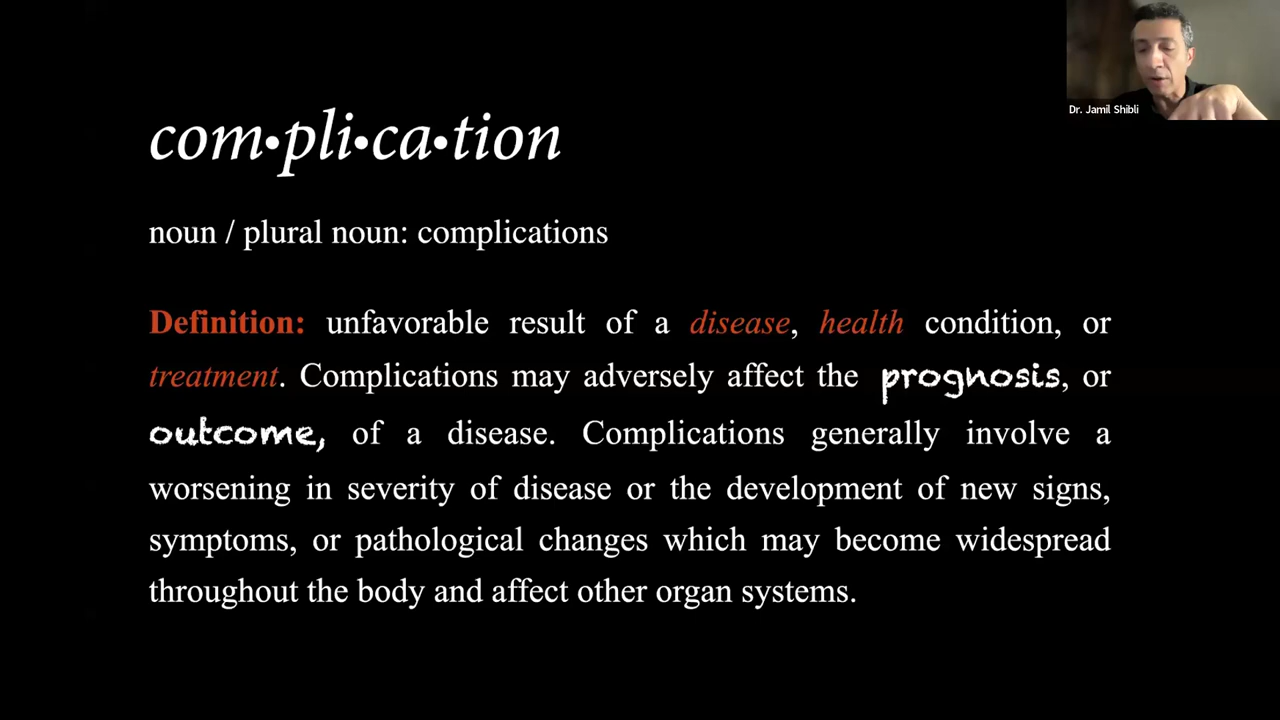 com•pli•ca•tion
noun / plural noun: complications
Definition: unfavorable result of a disease, health condition, or
treatment. Complications may adversely affect the prognosis, or
outcome, of a disease. Complications generally involve a
worsening in severity of disease or the development of new signs,
symptoms, or pathological changes which may become widespread
throughout the body and affect other organ systems.
Dr. Jamil Shibli